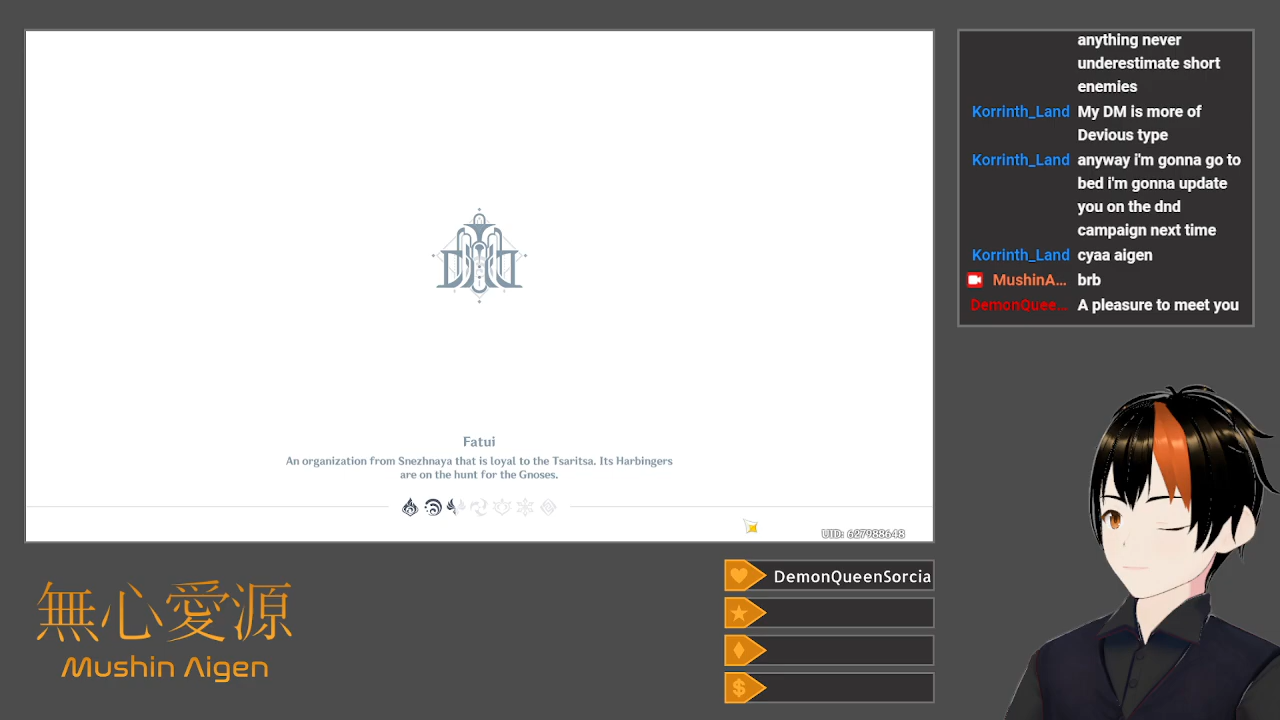 Fatui
An organization from Snezhnaya that is loyal to the Tsaritsa. Its Harbingers
are on the hunt for the Gnoses.
UID: 627988648
anything never
underestimate short
enemies
Korrinth_Land My DM is more of
Devious type
Korrinth_Land anyway i'm gonna go to
bed i'm gonna update
you on the dnd
campaign next time
Korrinth_Land cyaa aigen
MushinA... brb
DemonQuee... A pleasure to meet you
無心愛源
Mushin Aigen
DemonQueenSorcia
$